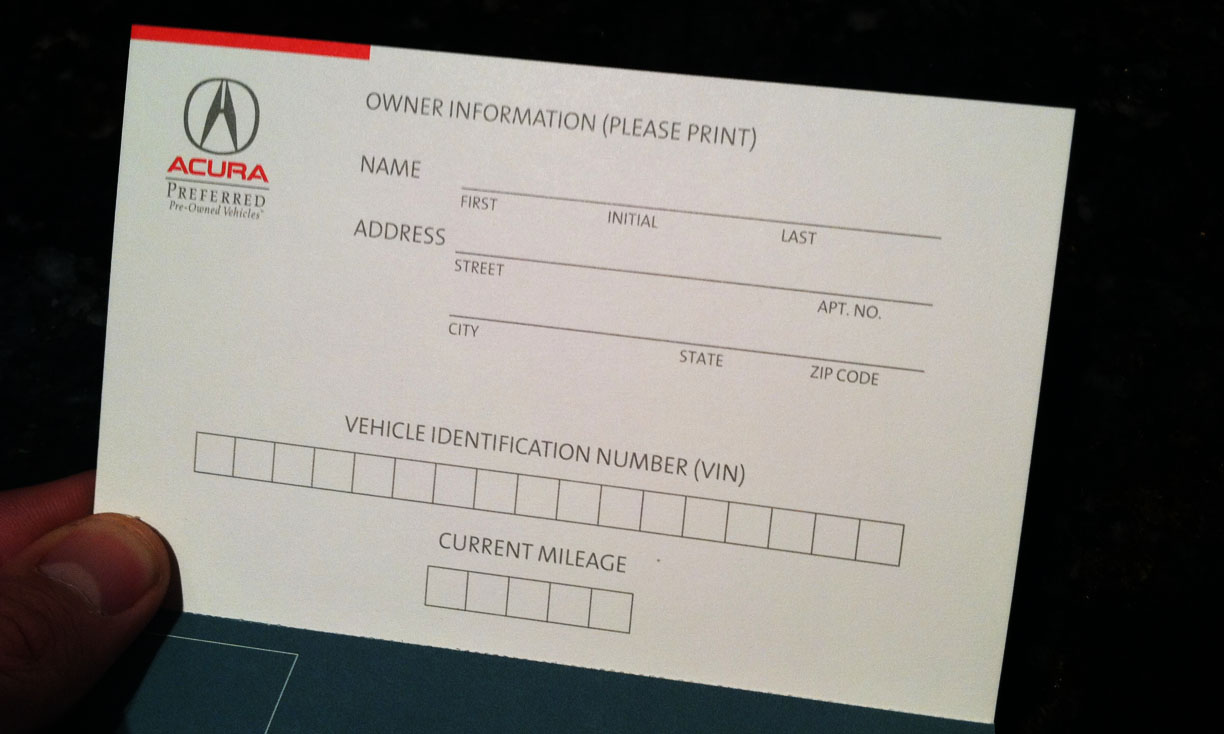 ACURA
PREFERRED
Pre-Owned Vehicles™
OWNER INFORMATION (PLEASE PRINT)
NAME
FIRST INITIAL LAST
ADDRESS
STREET APT. NO.
CITY STATE ZIP CODE
VEHICLE IDENTIFICATION NUMBER (VIN)
CURRENT MILEAGE